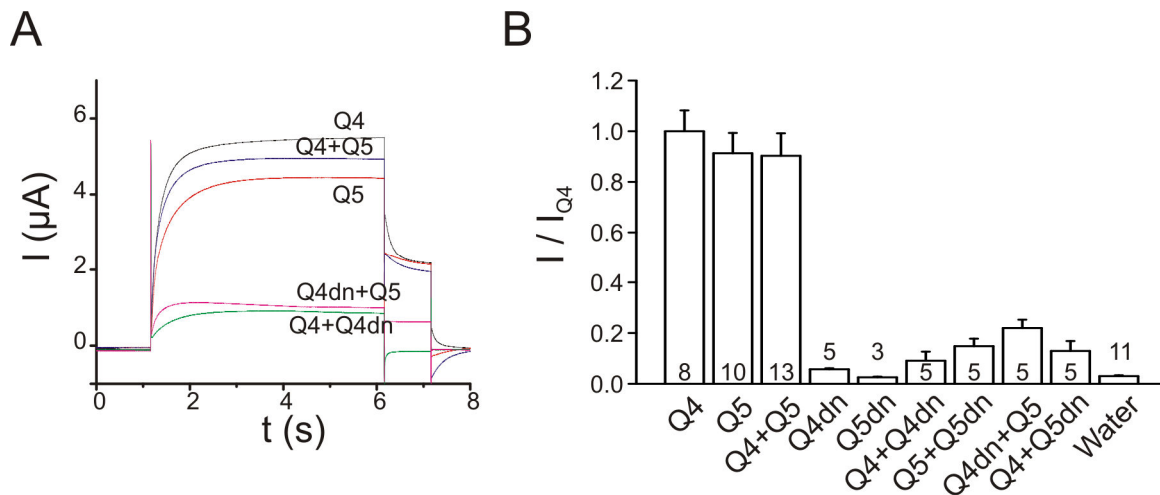 A
I (µA)
6
4
2
0
Q4
Q4+Q5
Q5
Q4dn+Q5
Q4+Q4dn
0
2
4
6
8
t (s)
B
I / I_Q4
1.2
1.0
0.8
0.6
0.4
0.2
0.0
8
10
13
5
3
5
5
5
5
11
Q4
Q5
Q4+Q5
Q4dn
Q5dn
Q4+Q4dn
Q5+Q5dn
Q4dn+Q5
Q4+Q5dn
Water